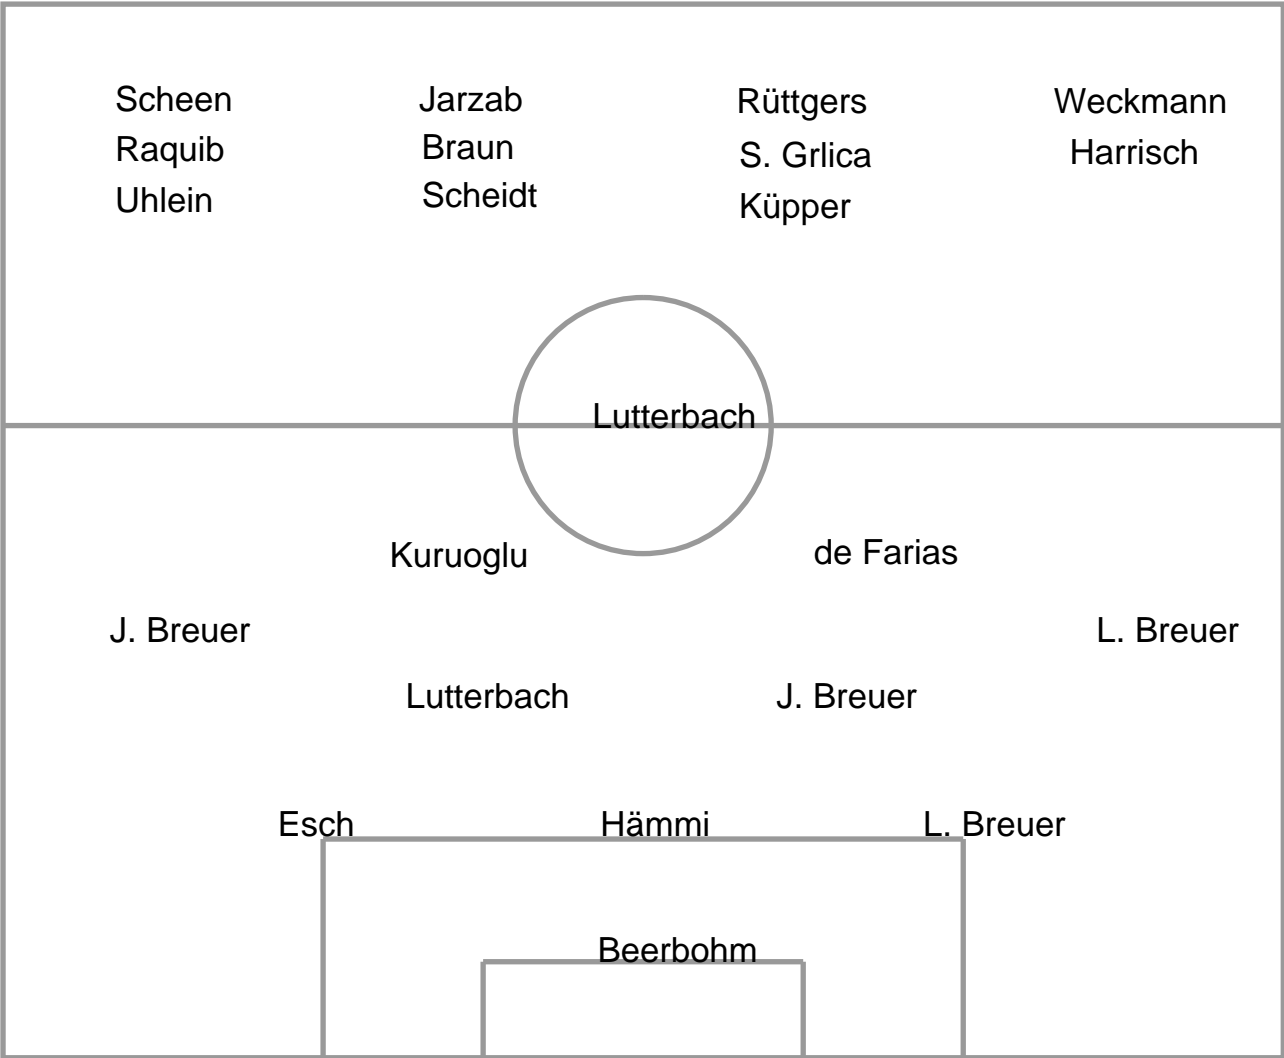 Scheen
Jarzab
Rüttgers
Weckmann
Raquib
Braun
S. Grlica
Harrisch
Uhlein
Scheidt
Küpper
Lutterbach
Kuruoglu
de Farias
J. Breuer
L. Breuer
Lutterbach
J. Breuer
Esch
Hämmi
L. Breuer
Beerbohm